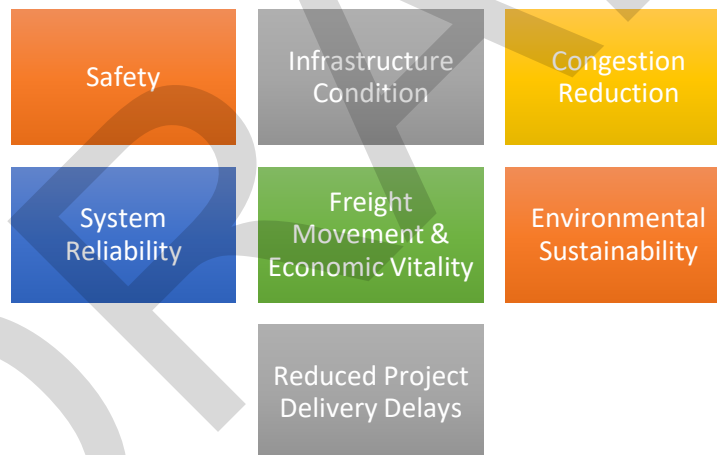 Safety
Infrastructure
Condition
Congestion
Reduction
System
Reliability
Freight
Movement &
Economic Vitality
Environmental
Sustainability
Reduced Project
Delivery Delays